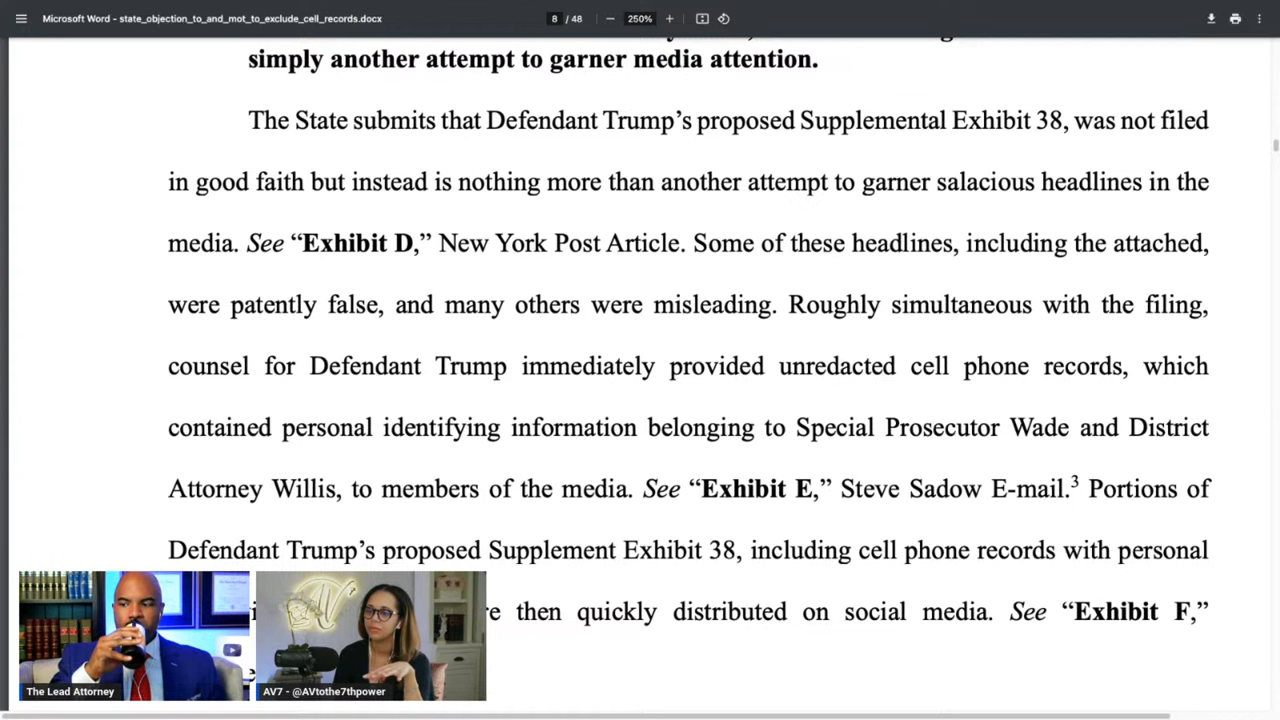 Microsoft Word - state_objection_to_and_mot_to_exclude_cell_records.docx
8 / 48
250%
simply another attempt to garner media attention.
The State submits that Defendant Trump's proposed Supplemental Exhibit 38, was not filed
in good faith but instead is nothing more than another attempt to garner salacious headlines in the
media. See “Exhibit D,” New York Post Article. Some of these headlines, including the attached,
were patently false, and many others were misleading. Roughly simultaneous with the filing,
counsel for Defendant Trump immediately provided unredacted cell phone records, which
contained personal identifying information belonging to Special Prosecutor Wade and District
Attorney Willis, to members of the media. See “Exhibit E,” Steve Sadow E-mail.3 Portions of
Defendant Trump's proposed Supplement Exhibit 38, including cell phone records with personal
then quickly distributed on social media. See “Exhibit F,”
The Lead Attorney
AV7 - @AVtothe7thpower